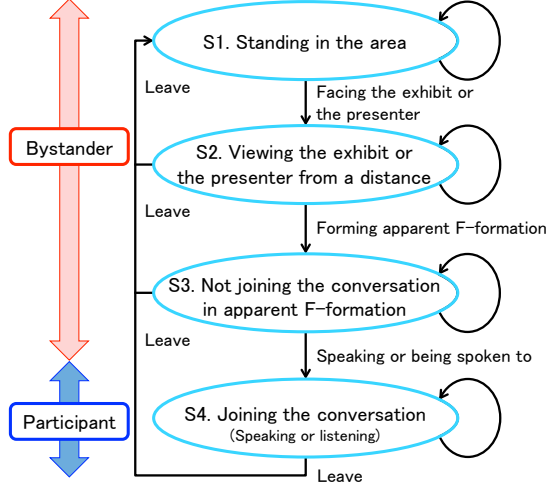 S1. Standing in the area
Leave
Facing the exhibit or
the presenter
Bystander
S2. Viewing the exhibit or
the presenter from a distance
Leave
Forming apparent F-formation
S3. Not joining the conversation
in apparent F-formation
Leave
Speaking or being spoken to
Participant
S4. Joining the conversation
(Speaking or listening)
Leave